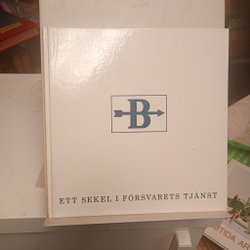 B
ETT SEKEL I FÖRSVARETS TJÄNST